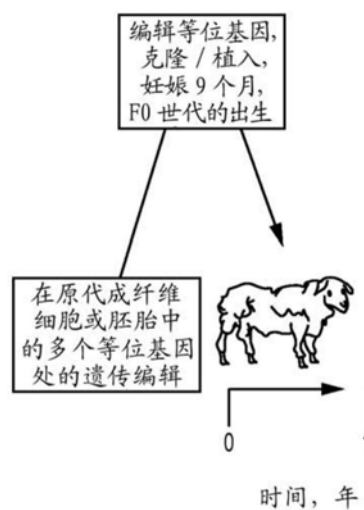 编辑等位基因,
克隆/植入,
妊娠9个月,
F0世代的出生
在原代成纤维
细胞或胚胎中
的多个等位基因
处的遗传编辑
0
时间,年